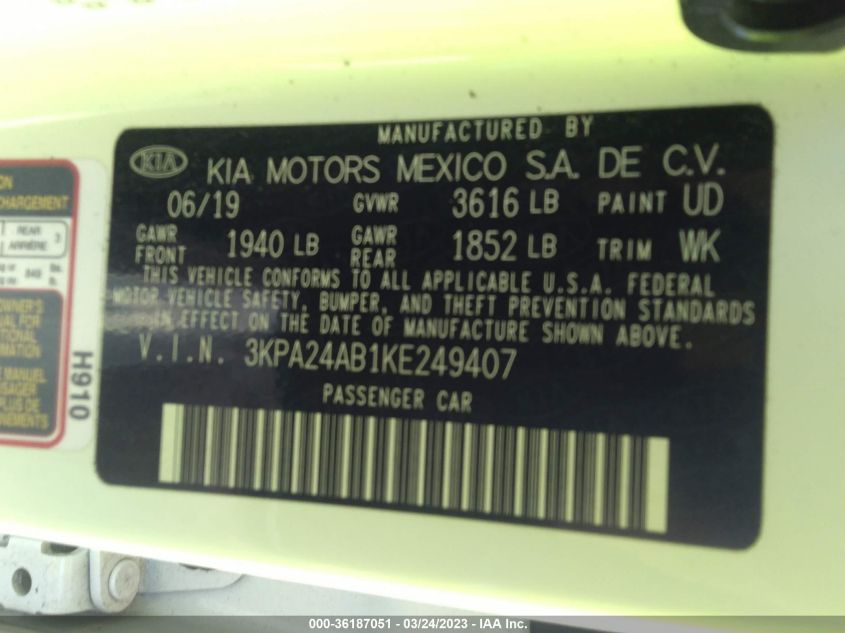 MANUFACTURED BY
KIA KIA MOTORS MEXICO S.A. DE C.V.
06/19 GVWR 3616 LB PAINT UD
GAWR FRONT 1940 LB GAWR REAR 1852 LB TRIM WK
THIS VEHICLE CONFORMS TO ALL APPLICABLE U.S.A. FEDERAL
MOTOR VEHICLE SAFETY, BUMPER, AND THEFT PREVENTION STANDARDS
IN EFFECT ON THE DATE OF MANUFACTURE SHOWN ABOVE.
V.I.N. 3KPA24AB1KE249407
PASSENGER CAR
REAR 3
ARRIÈRE
H910
000-36187051 - 03/24/2023 - IAA Inc.